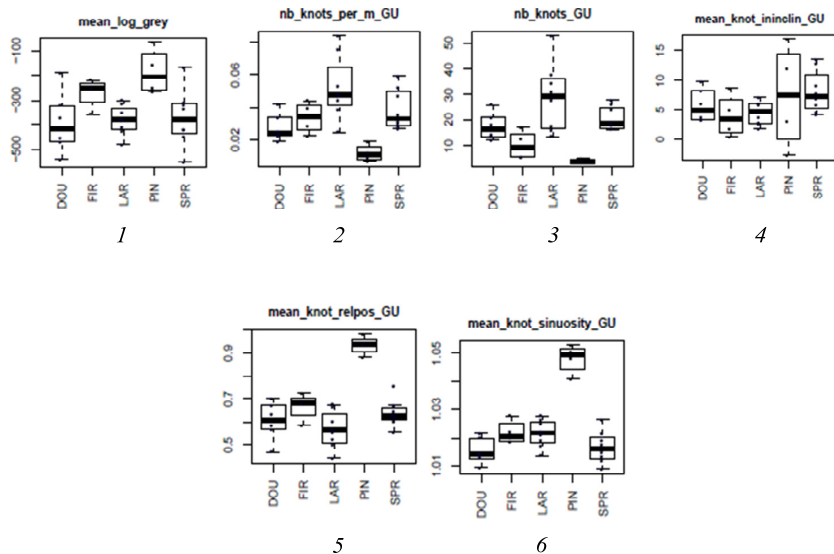 mean_log_grey
-100
-300
-500
DOU FIR LAR PIN SPR
1
nb_knots_per_m_GU
0.06
0.02
DOU FIR LAR PIN SPR
2
nb_knots_GU
50
40
30
20
10
DOU FIR LAR PIN SPR
3
mean_knot_ininclin_GU
15
10
5
0
DOU FIR LAR PIN SPR
4
mean_knot_relpos_GU
0.9
0.7
0.5
DOU FIR LAR PIN SPR
5
mean_knot_sinuosity_GU
1.05
1.03
1.01
DOU FIR LAR PIN SPR
6